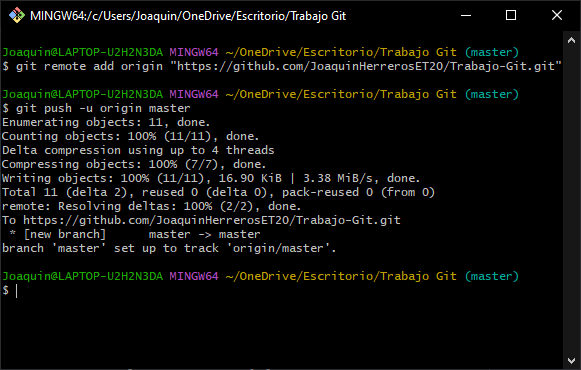 MINGW64:/c/Users/Joaquin/OneDrive/Escritorio/Trabajo Git
Joaquin@LAPTOP-U2H2N3DA MINGW64 ~/OneDrive/Escritorio/Trabajo Git (master)
$ git remote add origin "https://github.com/JoaquinHerrerosET20/Trabajo-Git.git"
Joaquin@LAPTOP-U2H2N3DA MINGW64 ~/OneDrive/Escritorio/Trabajo Git (master)
$ git push -u origin master
Enumerating objects: 11, done.
Counting objects: 100% (11/11), done.
Delta compression using up to 4 threads
Compressing objects: 100% (7/7), done.
Writing objects: 100% (11/11), 16.90 KiB | 3.38 MiB/s, done.
Total 11 (delta 2), reused 0 (delta 0), pack-reused 0 (from 0)
remote: Resolving deltas: 100% (2/2), done.
To https://github.com/JoaquinHerrerosET20/Trabajo-Git.git
 * [new branch]      master -> master
branch 'master' set up to track 'origin/master'.
Joaquin@LAPTOP-U2H2N3DA MINGW64 ~/OneDrive/Escritorio/Trabajo Git (master)
$